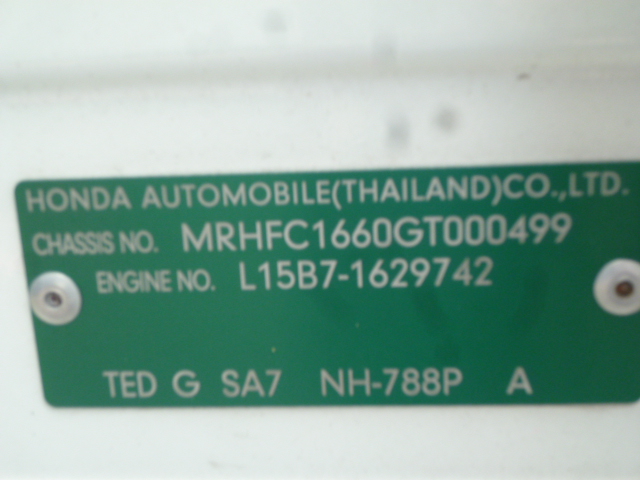 HONDA AUTOMOBILE(THAILAND)CO.,LTD.
CHASSIS NO. MRHFC1660GT000499
ENGINE NO. L15B7-1629742
TED G SA7 NH-788P A